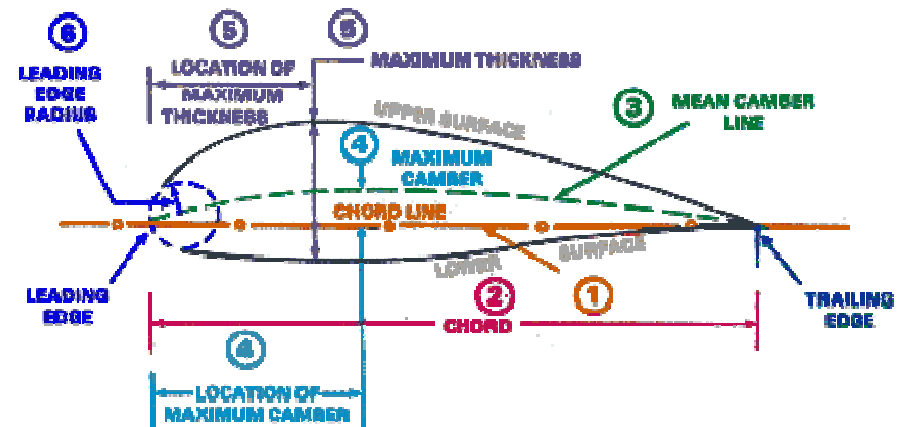 6
5
5
LEADING
EDGE
RADIUS
LOCATION OF
MAXIMUM
THICKNESS
MAXIMUM THICKNESS
UPPER SURFACE
3
MEAN CAMBER
LINE
4
MAXIMUM
CAMBER
CHORD LINE
LOWER SURFACE
LEADING
EDGE
2
1
CHORD
TRAILING
EDGE
4
LOCATION OF
MAXIMUM CAMBER